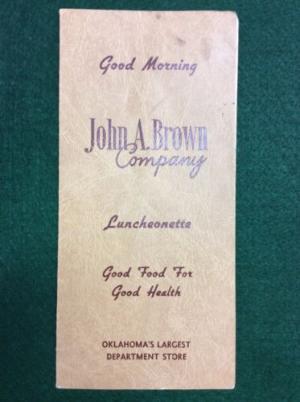 Good Morning
John A. Brown
Company
Luncheonette
Good Food For
Good Health
OKLAHOMA'S LARGEST
DEPARTMENT STORE